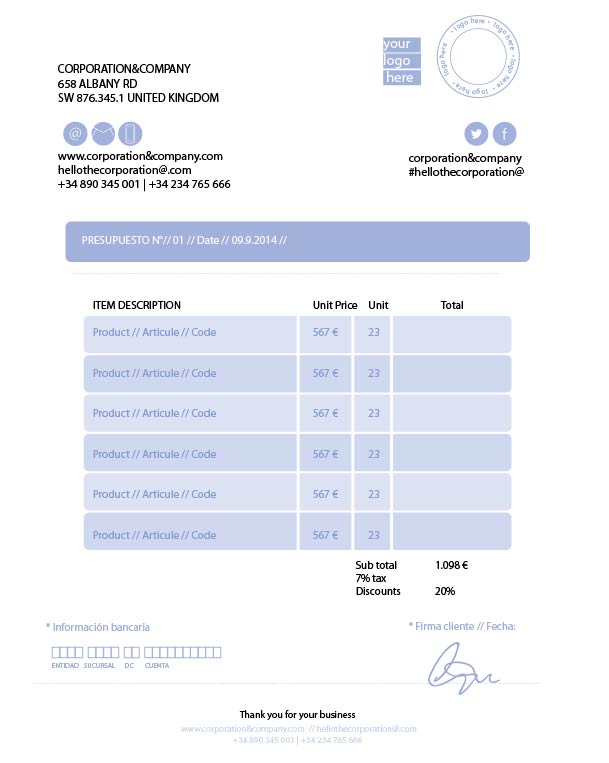 your
logo
here
• logo here • logo here • logo here • logo here • logo here
CORPORATION&COMPANY
658 ALBANY RD
SW 876.345.1 UNITED KINGDOM
@
www.corporation&company.com
hellothecorporation@.com
+34 890 345 001 | +34 234 765 666
corporation&company
#hellothecorporation@
PRESUPUESTO Nº// 01 // Date // 09.9.2014 //
ITEM DESCRIPTION Unit Price Unit Total
Product // Articule // Code 567 € 23
Product // Articule // Code 567 € 23
Product // Articule // Code 567 € 23
Product // Articule // Code 567 € 23
Product // Articule // Code 567 € 23
Product // Articule // Code 567 € 23
Sub total 1.098 €
7% tax
Discounts 20%
* Información bancaria
* Firma cliente // Fecha:
ENTIDAD SUCURSAL DC CUENTA
Thank you for your business
www.corporation&company.com // hellothecorporation@.com
+34 890 345 001 | +34 234 765 666